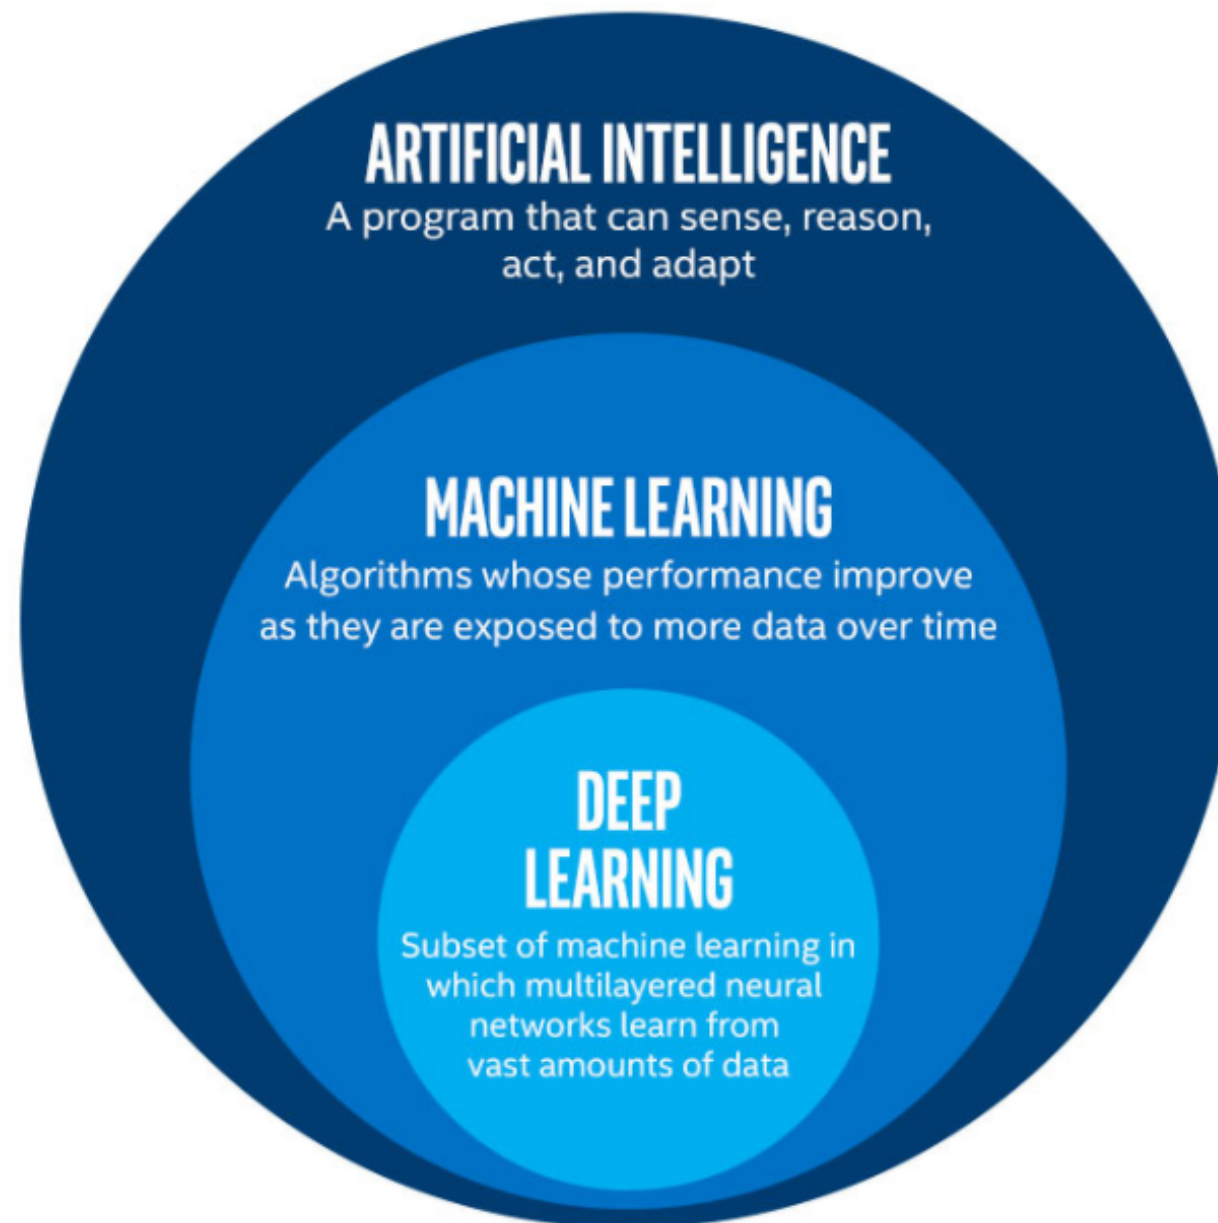 ARTIFICIAL INTELLIGENCE
A program that can sense, reason,
act, and adapt
MACHINE LEARNING
Algorithms whose performance improve
as they are exposed to more data over time
DEEP
LEARNING
Subset of machine learning in
which multilayered neural
networks learn from
vast amounts of data